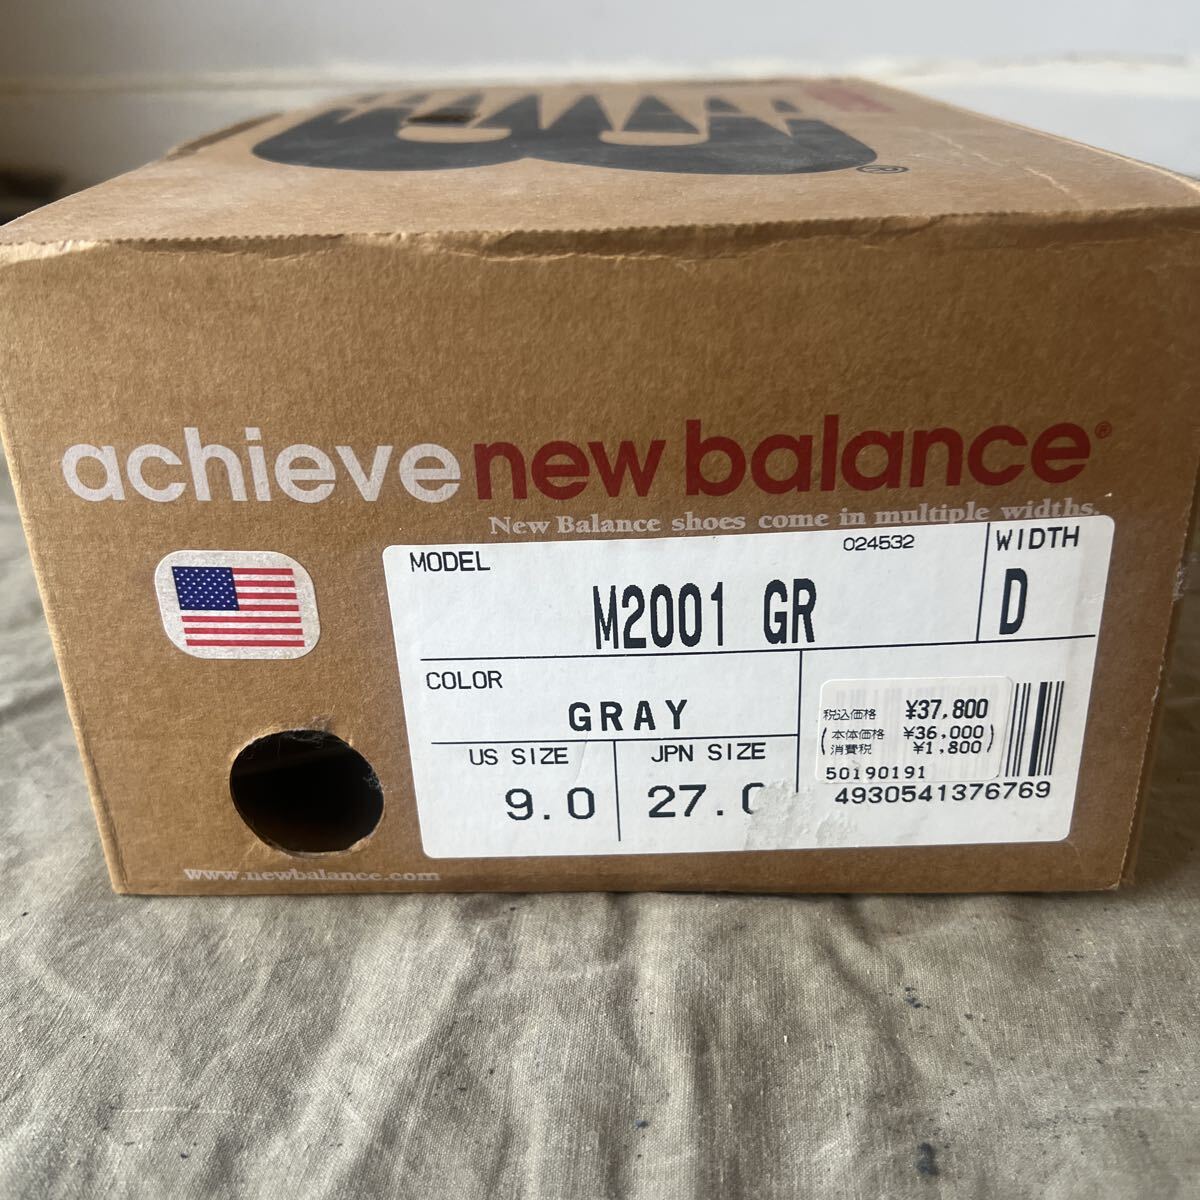 ®
achieve new balance®
New Balance shoes come in multiple widths.
MODEL
024532
WIDTH
M2001 GR
D
COLOR
GRAY
US SIZE
JPN SIZE
9.0
27.0
税込価格 ¥37,800
(本体価格 ¥36,000
消費税 ¥1,800)
50190191
4930541376769
www.newbalance.com